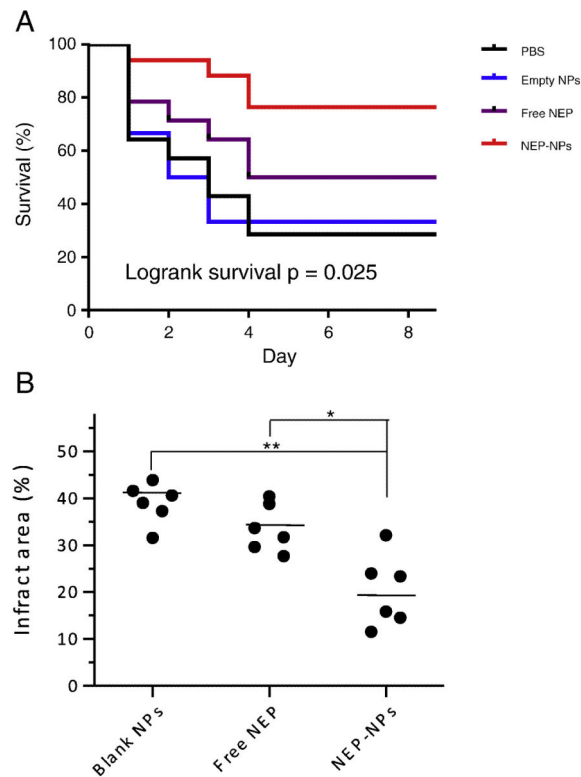 A
100
80
60
40
20
0
Survival (%)
Logrank survival p = 0.025
0 2 4 6 8
Day
PBS
Empty NPs
Free NEP
NEP-NPs
B
50
40
30
20
10
0
Infract area (%)
*
**
Blank NPs
Free NEP
NEP-NPs